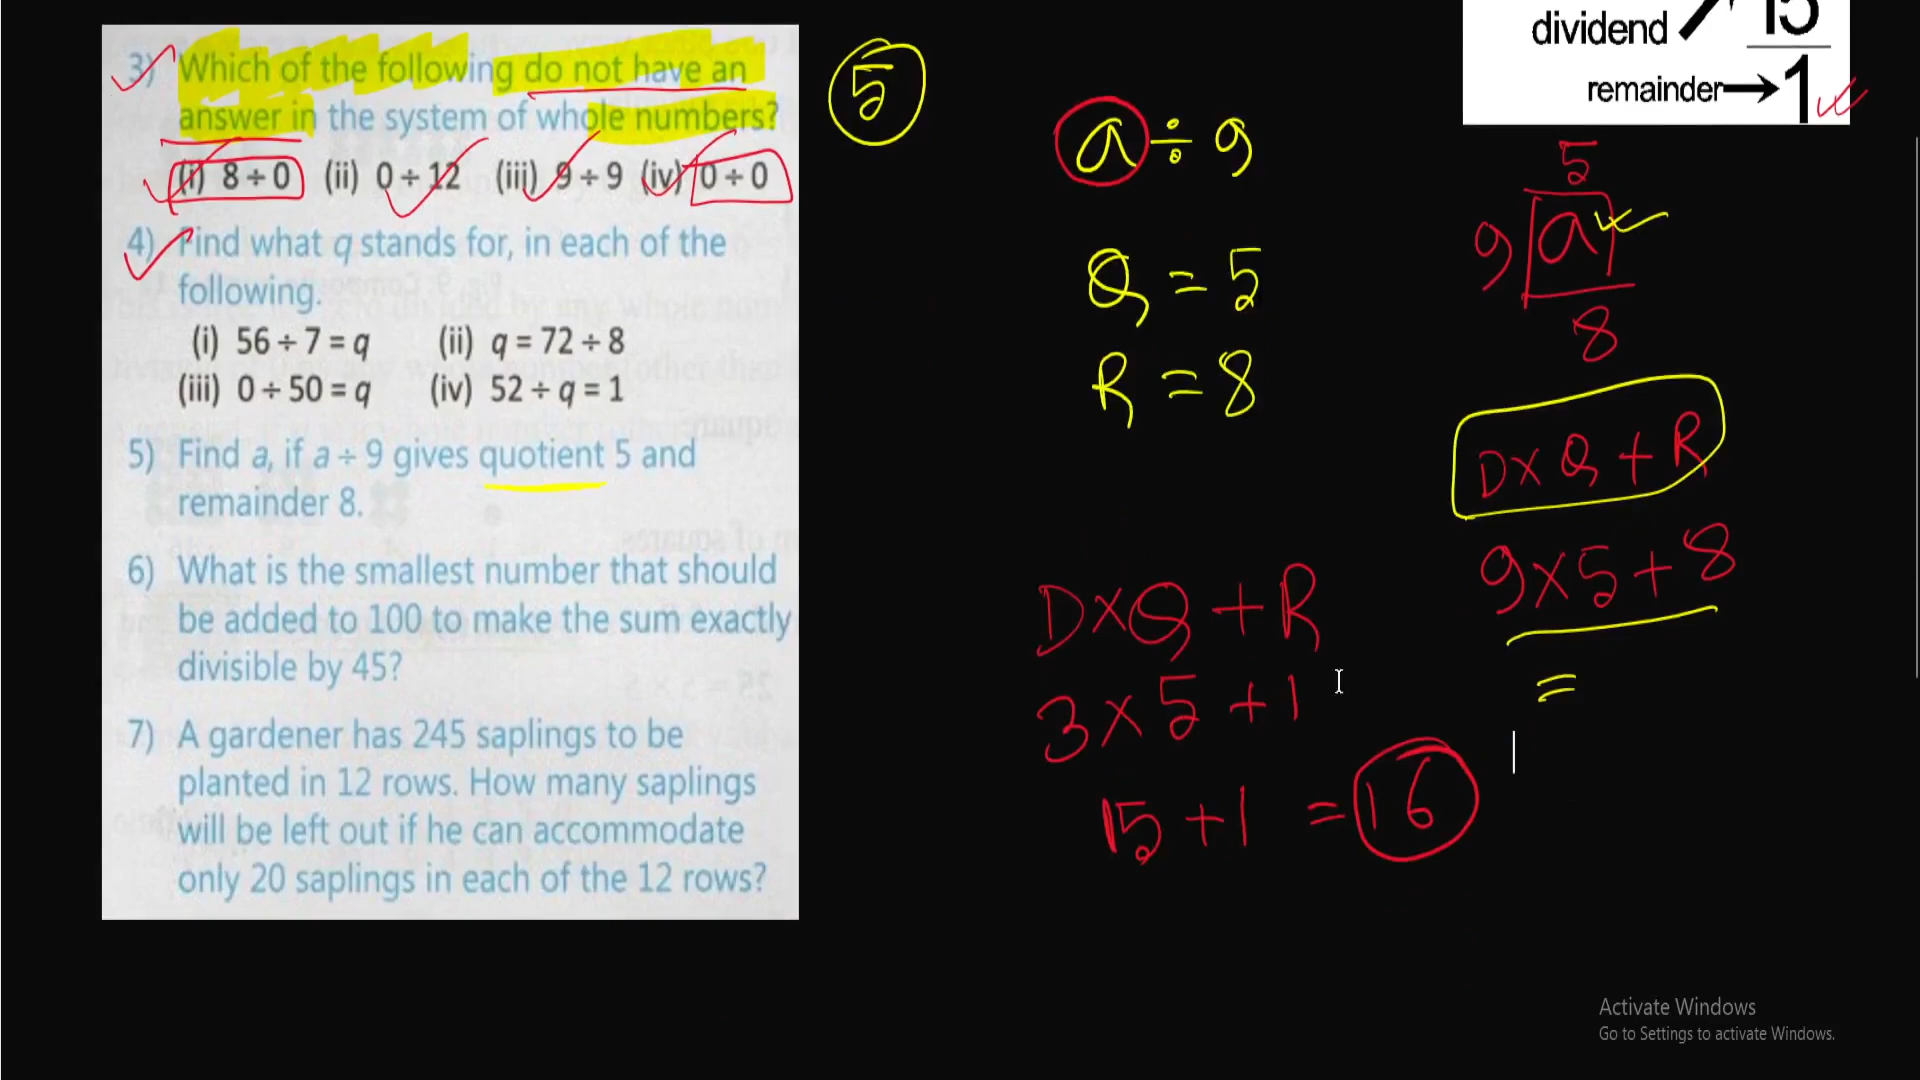 3) Which of the following do not have an
answer in the system of whole numbers?
(i) 8 ÷ 0 (ii) 0 ÷ 12 (iii) 9 ÷ 9 (iv) 0 ÷ 0
4) Find what q stands for, in each of the
following.
(i) 56 ÷ 7 = q (ii) q = 72 ÷ 8
(iii) 0 ÷ 50 = q (iv) 52 ÷ q = 1
5) Find a, if a ÷ 9 gives quotient 5 and
remainder 8.
6) What is the smallest number that should
be added to 100 to make the sum exactly
divisible by 45?
7) A gardener has 245 saplings to be
planted in 12 rows. How many saplings
will be left out if he can accommodate
only 20 saplings in each of the 12 rows?
5
a ÷ 9
Q = 5
R = 8
D×Q + R
3 × 5 + 1
15 + 1 = 16
dividend 15
remainder 1
5
9 a
8
D× Q + R
9×5+8
=
Activate Windows
Go to Settings to activate Windows.